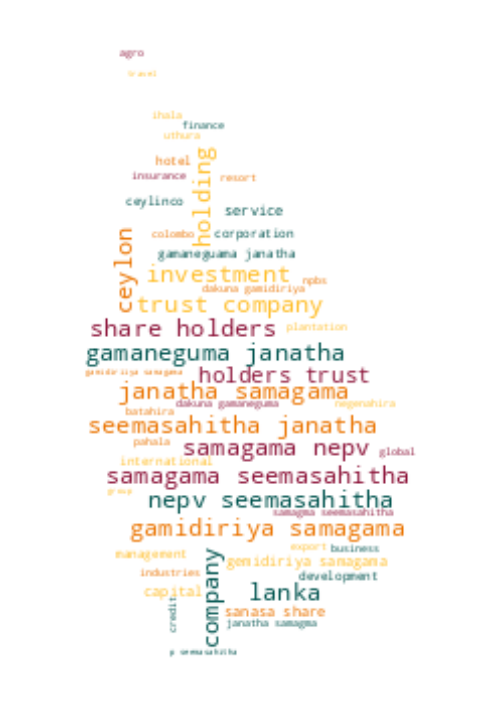 agro
travel
ihala
finance
uthura
hotel
holding
insurance
resort
ceylinco
service
ceylon
colombo
corporation
gamaneguama janatha
investment
npbs
dakuna gamidiriya
trust company
share holders
plantation
gamaneguma janatha
gamidiriiya samagama
holders trust
janatha samagama
dakuna gamaneguma
negenahira
batahira
seemasahitha janatha
pahala
samagama nepv
global
international
samagama seemasahitha
group
nepv seemasahitha
samagma seemasahitha
gamidiriya samagama
export
business
management
company
gemidiriya samagama
industries
development
capital
lanka
credit
sanasa share
janatha samagma
p seemasahitha